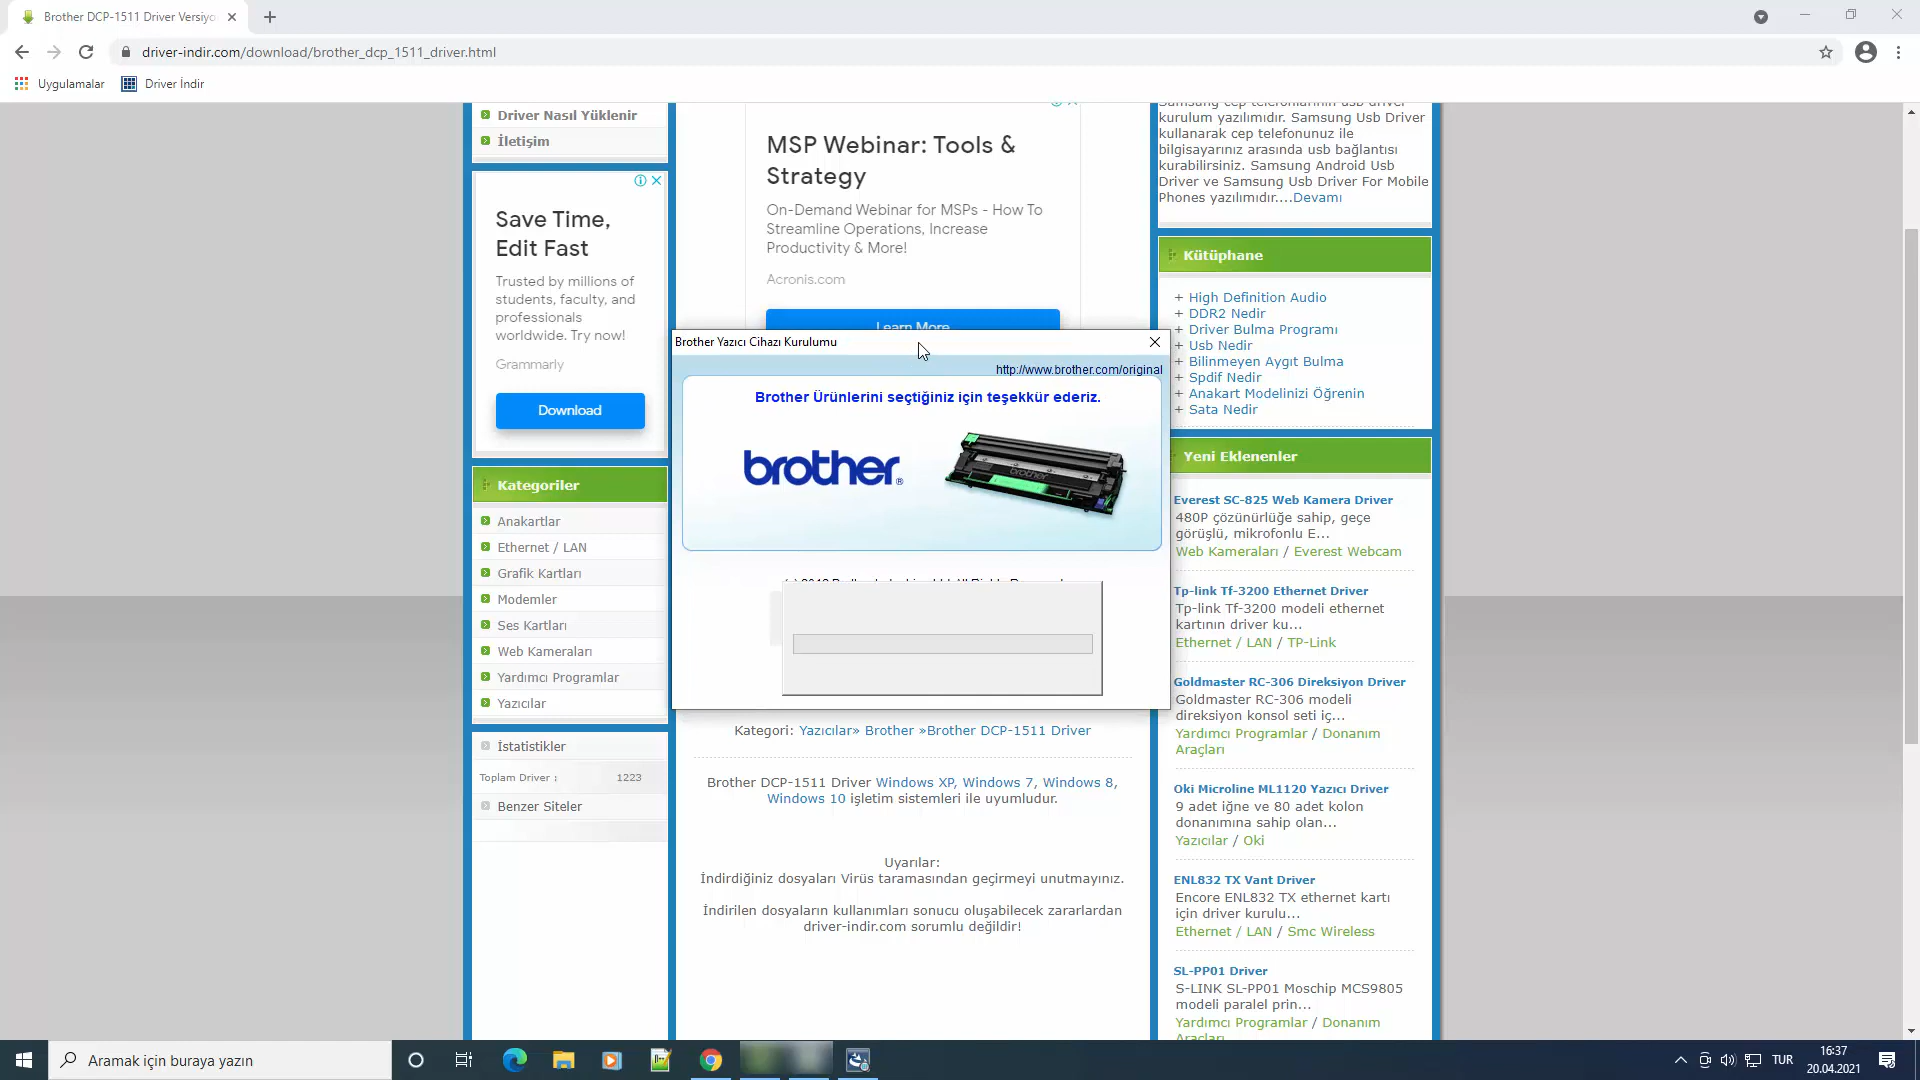 Brother DCP-1511 Driver Versiyo
driver-indir.com/download/brother_dcp_1511_driver.html
Uygulamalar
Driver İndir
Driver Nasıl Yüklenir
İletişim
Save Time,
Edit Fast
Trusted by millions of
students, faculty, and
professionals
worldwide. Try now!
Grammarly
Download
Kategoriler
Anakartlar
Ethernet / LAN
Grafik Kartları
Modemler
Ses Kartları
Web Kameraları
Yardımcı Programlar
Yazıcılar
İstatistikler
Toplam Driver : 1223
Benzer Siteler
MSP Webinar: Tools &
Strategy
On-Demand Webinar for MSPs - How To
Streamline Operations, Increase
Productivity & More!
Acronis.com
Learn More
Brother Yazıcı Cihazı Kurulumu
http://www.brother.com/original
Brother Ürünlerini seçtiğiniz için teşekkür ederiz.
brother®
brother
Kategori: Yazıcılar» Brother »Brother DCP-1511 Driver
Brother DCP-1511 Driver Windows XP, Windows 7, Windows 8,
Windows 10 işletim sistemleri ile uyumludur.
Uyarılar:
İndirdiğiniz dosyaları Virüs taramasından geçirmeyi unutmayınız.
İndirilen dosyaların kullanımları sonucu oluşabilecek zararlardan
driver-indir.com sorumlu değildir!
Samsung cep telefonlarının usb driver
kurulum yazılımıdır. Samsung Usb Driver
kullanarak cep telefonunuz ile
bilgisayarınız arasında usb bağlantısı
kurabilirsiniz. Samsung Android Usb
Driver ve Samsung Usb Driver For Mobile
Phones yazılımıdır....Devamı
Kütüphane
+ High Definition Audio
+ DDR2 Nedir
+ Driver Bulma Programı
+ Usb Nedir
+ Bilinmeyen Aygıt Bulma
+ Spdif Nedir
+ Anakart Modelinizi Öğrenin
+ Sata Nedir
Yeni Eklenenler
Everest SC-825 Web Kamera Driver
480P çözünürlüğe sahip, geçe
görüşlü, mikrofonlu E...
Web Kameraları / Everest Webcam
Tp-link Tf-3200 Ethernet Driver
Tp-link Tf-3200 modeli ethernet
kartının driver ku...
Ethernet / LAN / TP-Link
Goldmaster RC-306 Direksiyon Driver
Goldmaster RC-306 modeli
direksiyon konsol seti iç...
Yardımcı Programlar / Donanım
Araçları
Oki Microline ML1120 Yazıcı Driver
9 adet iğne ve 80 adet kolon
donanımına sahip olan...
Yazıcılar / Oki
ENL832 TX Vant Driver
Encore ENL832 TX ethernet kartı
için driver kurulu...
Ethernet / LAN / Smc Wireless
SL-PP01 Driver
S-LINK SL-PP01 Moschip MCS9805
modeli paralel prin...
Yardımcı Programlar / Donanım
Araçları
Aramak için buraya yazın
TUR
16:37
20.04.2021